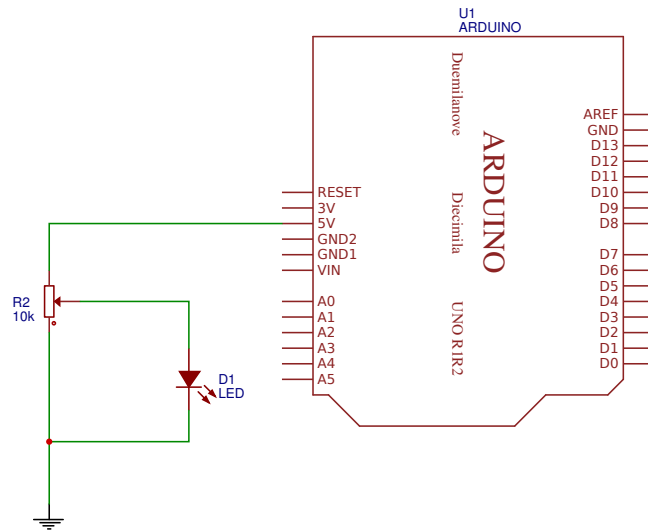 U1
ARDUINO
Duemilanove
Diecimila
UNO R1R2
ARDUINO
RESET
3V
5V
GND2
GND1
VIN
A0
A1
A2
A3
A4
A5
AREF
GND
D13
D12
D11
D10
D9
D8
D7
D6
D5
D4
D3
D2
D1
D0
R2
10k
D1
LED